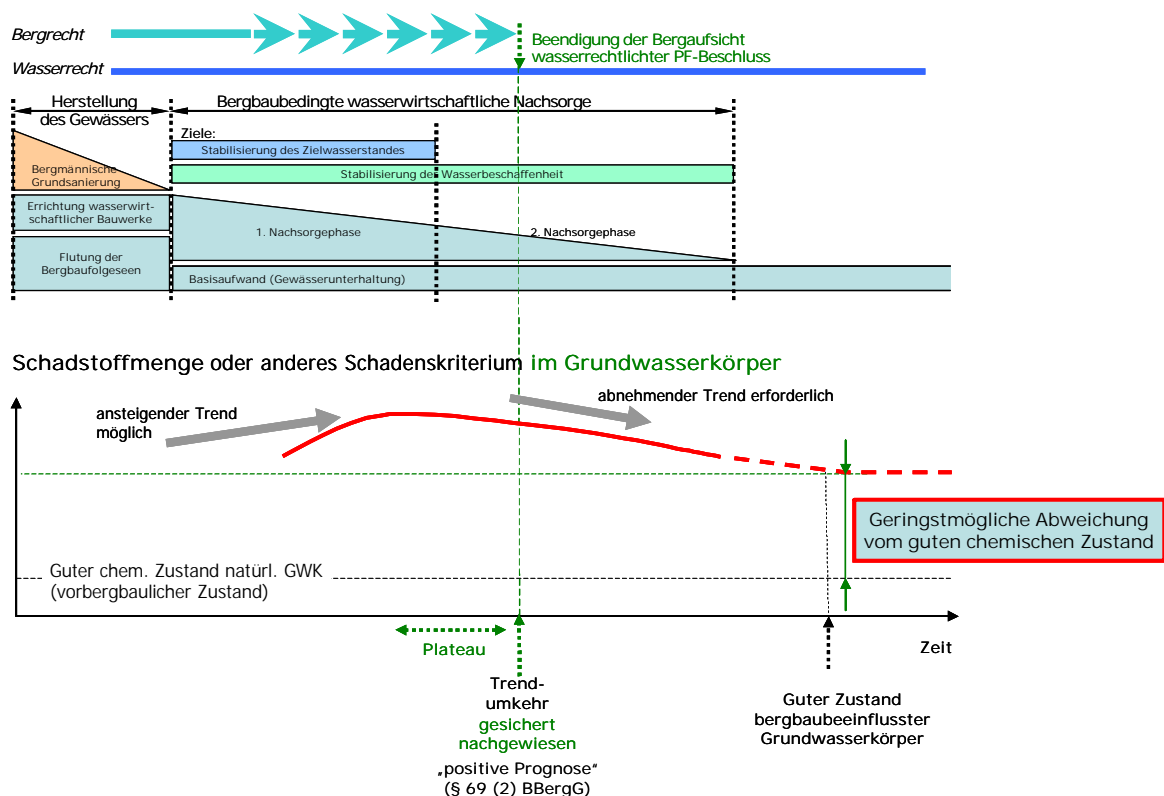 Bergrecht
Beendigung der Bergaufsicht
wasserrechtlichter PF-Beschluss
Wasserrecht
Herstellung
des Gewässers
Bergbaubedingte wasserwirtschaftliche Nachsorge
Ziele:
Stabilisierung des Zielwasserstandes
Stabilisierung der Wasserbeschaffenheit
Bergmännische
Grundsanierung
Errichtung wasserwirt-
schaftlicher Bauwerke
1. Nachsorgephase
2. Nachsorgephase
Flutung der
Bergbaufolgeseen
Basisaufwand (Gewässerunterhaltung)
Schadstoffmenge oder anderes Schadenskriterium im Grundwasserkörper
ansteigender Trend
möglich
abnehmender Trend erforderlich
Geringstmögliche Abweichung
vom guten chemischen Zustand
Guter chem. Zustand natürl. GWK
(vorbergbaulicher Zustand)
Zeit
Plateau
Trend-
umkehr
gesichert
nachgewiesen
„positive Prognose“
(§ 69 (2) BBergG)
Guter Zustand
bergbaubeeinflusster
Grundwasserkörper